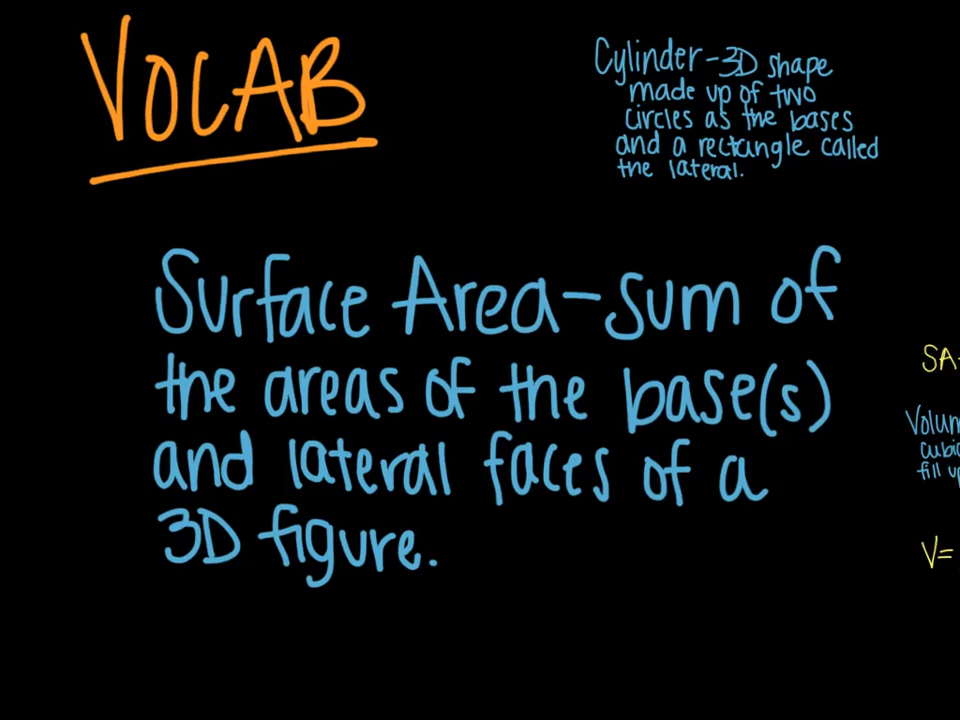 VOCAB
Cylinder-3D shape
made up of two
circles as the bases
and a rectangle called
the lateral.
Surface Area-sum of
the areas of the base(s)
and lateral faces of a
3D figure.
SA
V=